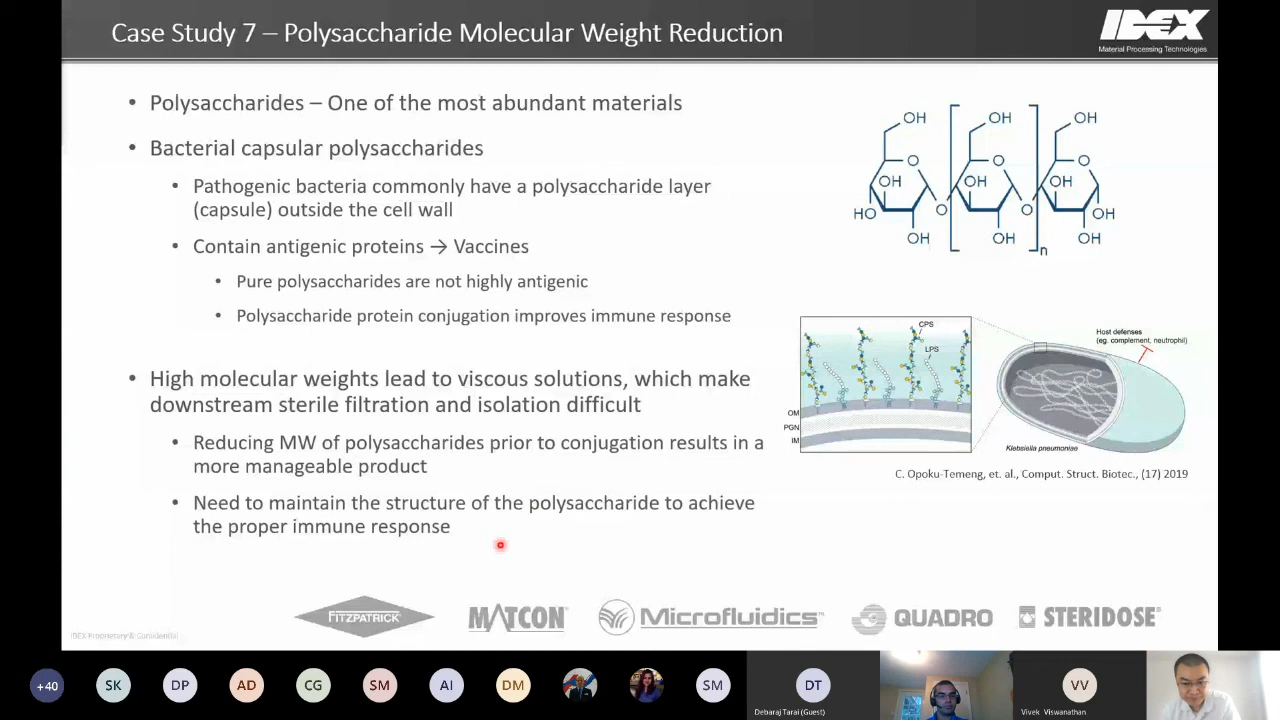 Case Study 7 – Polysaccharide Molecular Weight Reduction
IDEX
Material Processing Technologies
• Polysaccharides – One of the most abundant materials
• Bacterial capsular polysaccharides
• Pathogenic bacteria commonly have a polysaccharide layer
(capsule) outside the cell wall
• Contain antigenic proteins → Vaccines
• Pure polysaccharides are not highly antigenic
• Polysaccharide protein conjugation improves immune response
• High molecular weights lead to viscous solutions, which make
downstream sterile filtration and isolation difficult
• Reducing MW of polysaccharides prior to conjugation results in a
more manageable product
• Need to maintain the structure of the polysaccharide to achieve
the proper immune response
OH OH OH
O O O
OH OH OH
HO O O OH
OH OH OH
n
CPS
LPS
OM
PGN
IM
Host defenses
(eg. complement, neutrophil)
Klebsiella pneumoniae
C. Opoku-Temeng, et. al., Comput. Struct. Biotec., (17) 2019
FITZPATRICK
MATCON
Microfluidics™
QUADRO
STERIDOSE
IDEX Proprietary & Confidential
+40 SK DP AD CG SM AI DM SM DT VV
Debaraj Tarai (Guest)
Vivek Viswanathan